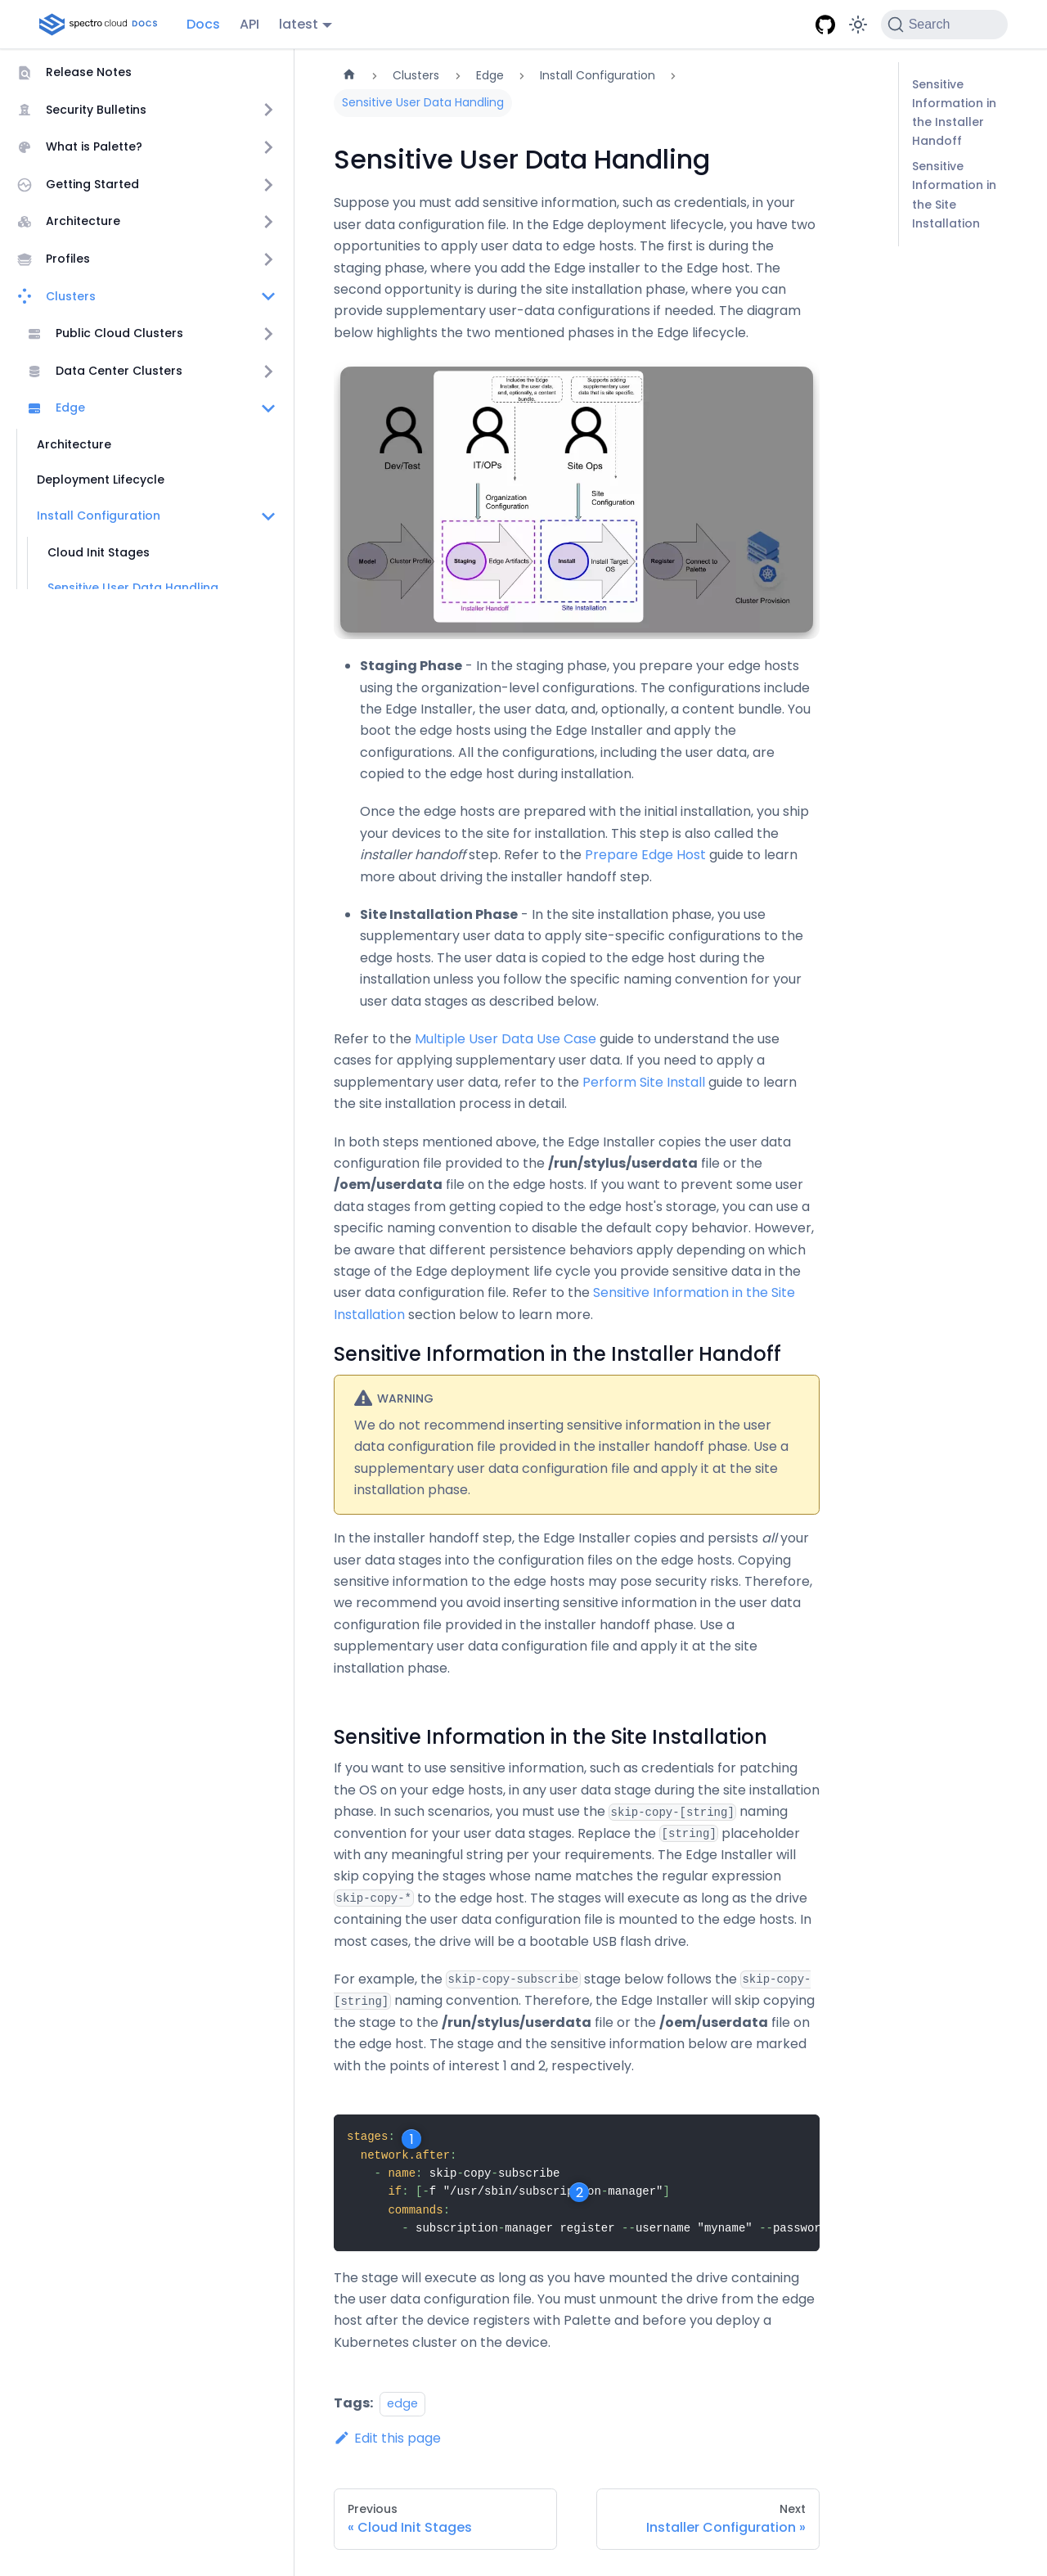 spectro cloud DOCS
Docs
API
latest
Search
Release Notes
Security Bulletins
What is Palette?
Getting Started
Architecture
Profiles
Clusters
Public Cloud Clusters
Data Center Clusters
Edge
Architecture
Deployment Lifecycle
Install Configuration
Cloud Init Stages
Sensitive User Data Handling
Clusters
Edge
Install Configuration
Sensitive User Data Handling
Sensitive User Data Handling
Suppose you must add sensitive information, such as credentials, in your
user data configuration file. In the Edge deployment lifecycle, you have two
opportunities to apply user data to edge hosts. The first is during the
staging phase, where you add the Edge installer to the Edge host. The
second opportunity is during the site installation phase, where you can
provide supplementary user-data configurations if needed. The diagram
below highlights the two mentioned phases in the Edge lifecycle.
Includes the Edge
Installer, the user data,
and, optionally, a content
bundle.
Supports adding
supplementary user
data that is site specific.
Dev/Test
IT/OPs
Site Ops
Organization
Configuration
Site
Configuration
Model
Cluster Profile
Staging
Edge Artifacts
Install
Install Target
OS
Register
Connect to
Palette
Installer Handoff
Site Installation
Cluster Provision
Staging Phase - In the staging phase, you prepare your edge hosts
using the organization-level configurations. The configurations include
the Edge Installer, the user data, and, optionally, a content bundle. You
boot the edge hosts using the Edge Installer and apply the
configurations. All the configurations, including the user data, are
copied to the edge host during installation.
Once the edge hosts are prepared with the initial installation, you ship
your devices to the site for installation. This step is also called the
installer handoff step. Refer to the Prepare Edge Host guide to learn
more about driving the installer handoff step.
Site Installation Phase - In the site installation phase, you use
supplementary user data to apply site-specific configurations to the
edge hosts. The user data is copied to the edge host during the
installation unless you follow the specific naming convention for your
user data stages as described below.
Refer to the Multiple User Data Use Case guide to understand the use
cases for applying supplementary user data. If you need to apply a
supplementary user data, refer to the Perform Site Install guide to learn
the site installation process in detail.
In both steps mentioned above, the Edge Installer copies the user data
configuration file provided to the /run/stylus/userdata file or the
/oem/userdata file on the edge hosts. If you want to prevent some user
data stages from getting copied to the edge host's storage, you can use a
specific naming convention to disable the default copy behavior. However,
be aware that different persistence behaviors apply depending on which
stage of the Edge deployment life cycle you provide sensitive data in the
user data configuration file. Refer to the Sensitive Information in the Site
Installation section below to learn more.
Sensitive Information in the Installer Handoff
WARNING
We do not recommend inserting sensitive information in the user
data configuration file provided in the installer handoff phase. Use a
supplementary user data configuration file and apply it at the site
installation phase.
In the installer handoff step, the Edge Installer copies and persists all your
user data stages into the configuration files on the edge hosts. Copying
sensitive information to the edge hosts may pose security risks. Therefore,
we recommend you avoid inserting sensitive information in the user data
configuration file provided in the installer handoff phase. Use a
supplementary user data configuration file and apply it at the site
installation phase.
Sensitive Information in the Site Installation
If you want to use sensitive information, such as credentials for patching
the OS on your edge hosts, in any user data stage during the site installation
phase. In such scenarios, you must use the skip-copy-[string] naming
convention for your user data stages. Replace the [string] placeholder
with any meaningful string per your requirements. The Edge Installer will
skip copying the stages whose name matches the regular expression
skip-copy-* to the edge host. The stages will execute as long as the drive
containing the user data configuration file is mounted to the edge hosts. In
most cases, the drive will be a bootable USB flash drive.
For example, the skip-copy-subscribe stage below follows the skip-copy-
[string] naming convention. Therefore, the Edge Installer will skip copying
the stage to the /run/stylus/userdata file or the /oem/userdata file on
the edge host. The stage and the sensitive information below are marked
with the points of interest 1 and 2, respectively.
stages: 1
network.after:
- name: skip-copy-subscribe
if: [-f "/usr/sbin/subscription-manager"] 2
commands:
- subscription-manager register --username "myname" --passwor
The stage will execute as long as you have mounted the drive containing
the user data configuration file. You must unmount the drive from the edge
host after the device registers with Palette and before you deploy a
Kubernetes cluster on the device.
Tags: edge
Edit this page
Previous
« Cloud Init Stages
Next
Installer Configuration »
Sensitive
Information in
the Installer
Handoff
Sensitive
Information in
the Site
Installation